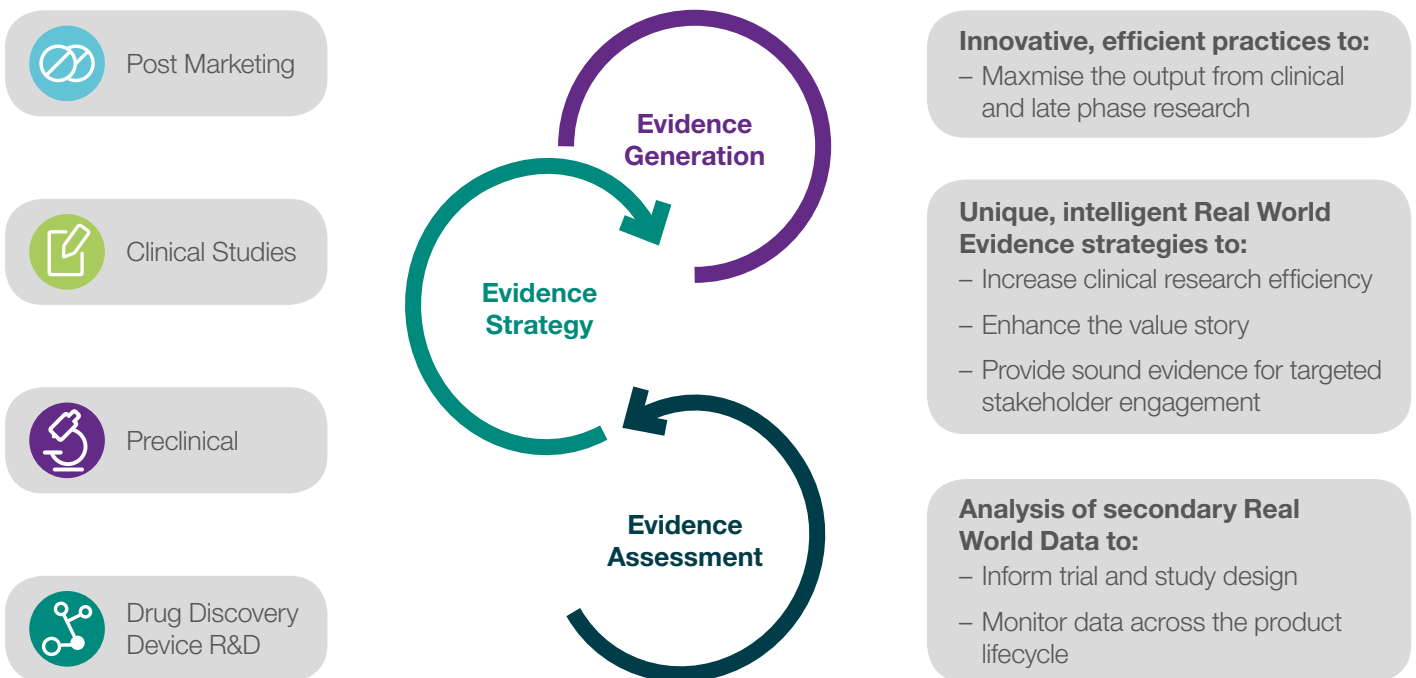 Post Marketing
Clinical Studies
Preclinical
Drug Discovery
Device R&D
Evidence
Generation
Evidence
Strategy
Evidence
Assessment
Innovative, efficient practices to:
– Maxmise the output from clinical
and late phase research
Unique, intelligent Real World
Evidence strategies to:
– Increase clinical research efficiency
– Enhance the value story
– Provide sound evidence for targeted
stakeholder engagement
Analysis of secondary Real
World Data to:
– Inform trial and study design
– Monitor data across the product
lifecycle